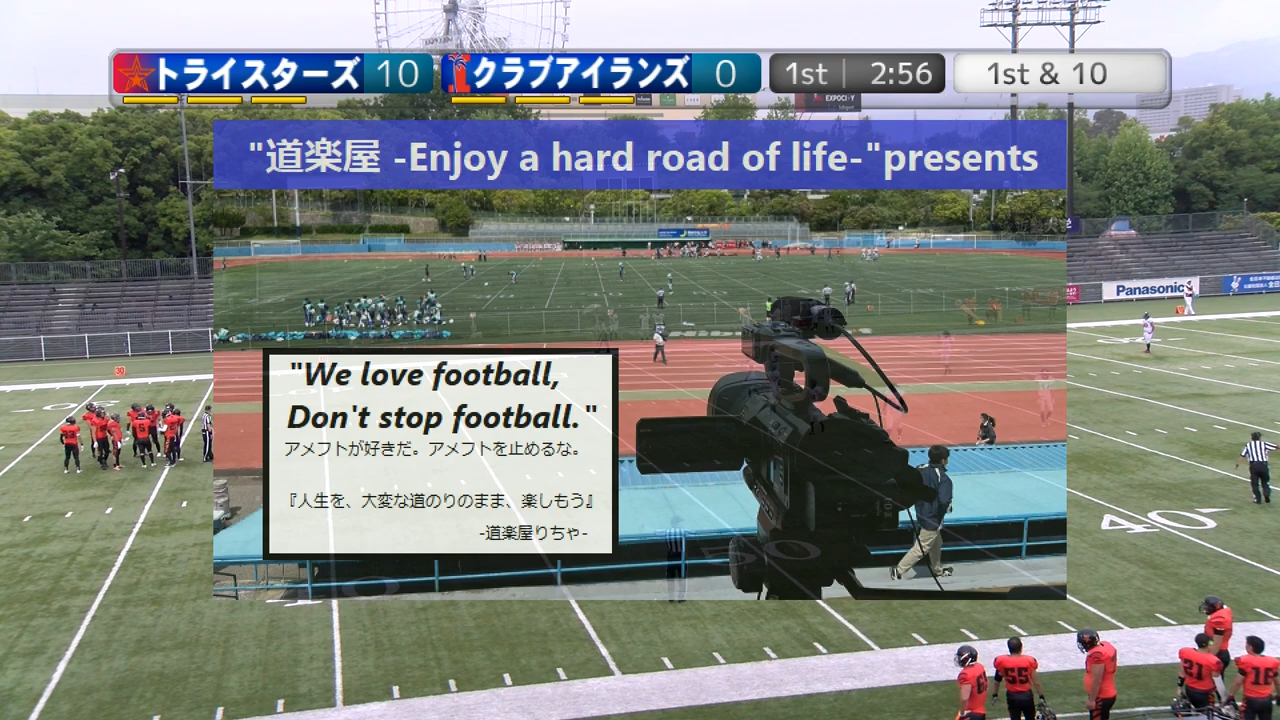 トライスターズ 10 クラブアイランズ 0 1st 2:56 1st & 10
EXPOCITY
"道楽屋 -Enjoy a hard road of life-"presents
Panasonic
30
"We love football,
Don't stop football."
アメフトが好きだ。アメフトを止めるな。
『人生を、大変な道のりのまま、楽しもう』
-道楽屋りちゃ-
5
40
50
55
21
18